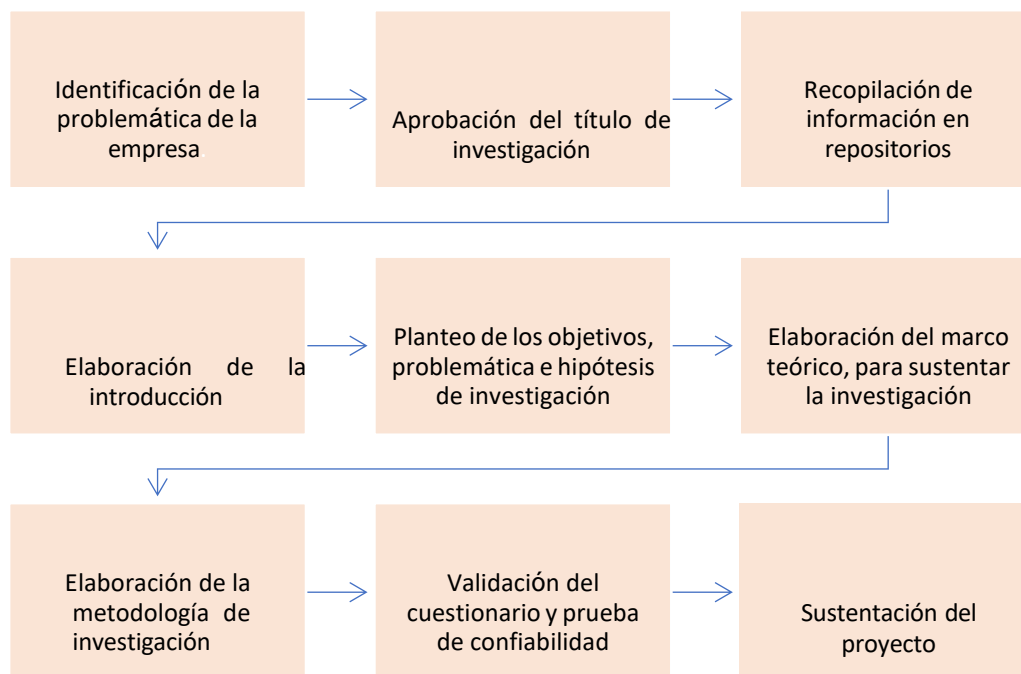 Identificación de la
problemática de la
empresa.
Aprobación del título de
investigación
Recopilación de
información en
repositorios
Elaboración de la
introducción
Planteo de los objetivos,
problemática e hipótesis
de investigación
Elaboración del marco
teórico, para sustentar
la investigación
Elaboración de la
metodología de
investigación
Validación del
cuestionario y prueba
de confiabilidad
Sustentación del
proyecto